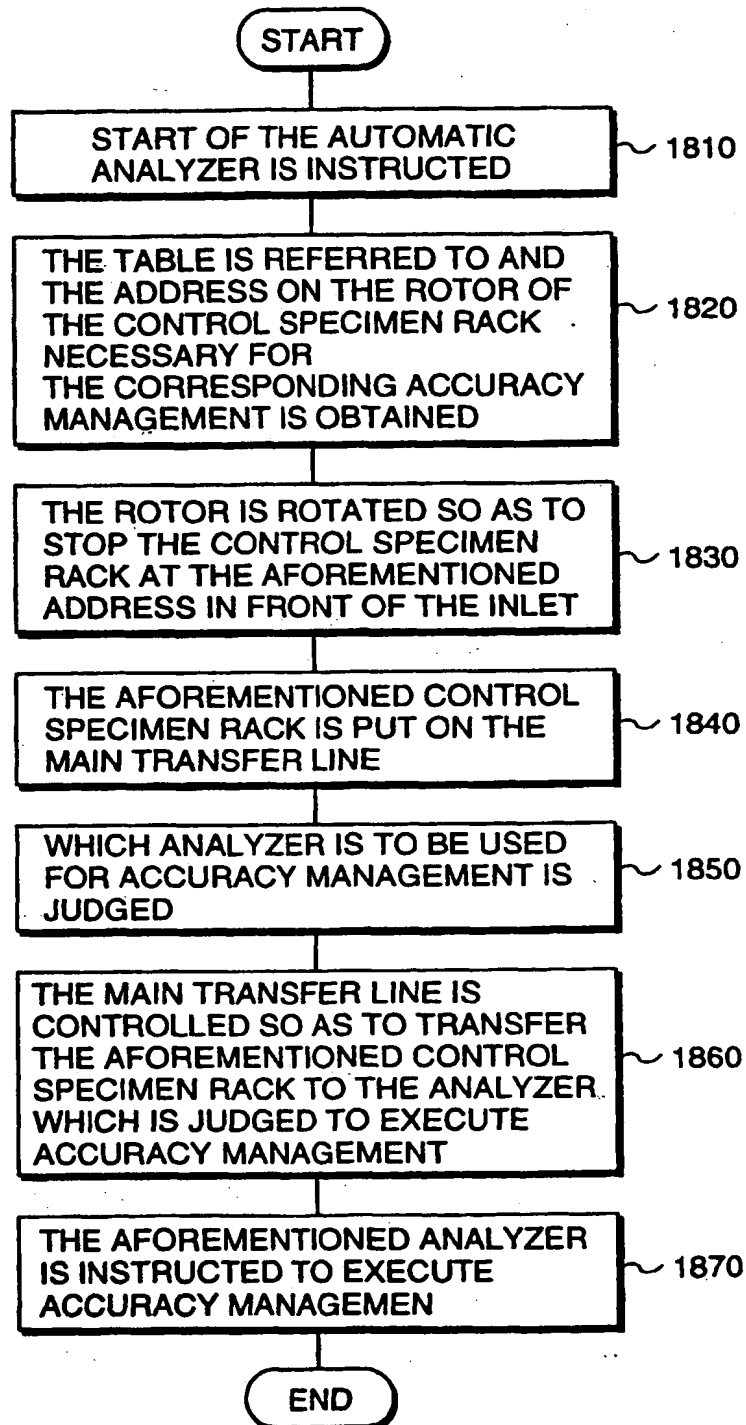 START
START OF THE AUTOMATIC
ANALYZER IS INSTRUCTED
1810
THE TABLE IS REFERRED TO AND
THE ADDRESS ON THE ROTOR OF
THE CONTROL SPECIMEN RACK
NECESSARY FOR
THE CORRESPONDING ACCURACY
MANAGEMENT IS OBTAINED
1820
THE ROTOR IS ROTATED SO AS TO
STOP THE CONTROL SPECIMEN
RACK AT THE AFOREMENTIONED
ADDRESS IN FRONT OF THE INLET
1830
THE AFOREMENTIONED CONTROL
SPECIMEN RACK IS PUT ON THE
MAIN TRANSFER LINE
1840
WHICH ANALYZER IS TO BE USED
FOR ACCURACY MANAGEMENT IS
JUDGED
1850
THE MAIN TRANSFER LINE IS
CONTROLLED SO AS TO TRANSFER
THE AFOREMENTIONED CONTROL
SPECIMEN RACK TO THE ANALYZER
WHICH IS JUDGED TO EXECUTE
ACCURACY MANAGEMENT
1860
THE AFOREMENTIONED ANALYZER
IS INSTRUCTED TO EXECUTE
ACCURACY MANAGEMEN
1870
END